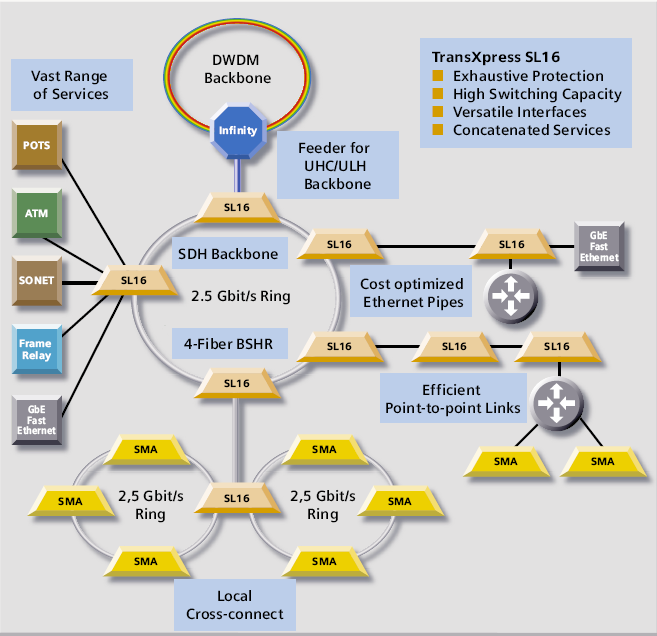 DWDM
Backbone
TransXpress SL16
Exhaustive Protection
High Switching Capacity
Versatile Interfaces
Concatenated Services
Vast Range
of Services
Infinity
Feeder for
UHC/ULH
Backbone
POTS
ATM
SONET
Frame
Relay
GbE
Fast
Ethernet
SL16
SL16
SDH Backbone
2.5 Gbit/s Ring
4-Fiber BSHR
SL16
SL16
GbE
Fast
Ethernet
Cost optimized
Ethernet Pipes
SL16
SL16
SL16
Efficient
Point-to-point Links
SMA
SMA
SL16
SMA
SMA
2,5 Gbit/s
Ring
SMA
SL16
SMA
2,5 Gbit/s
Ring
SMA
SMA
Local
Cross-connect